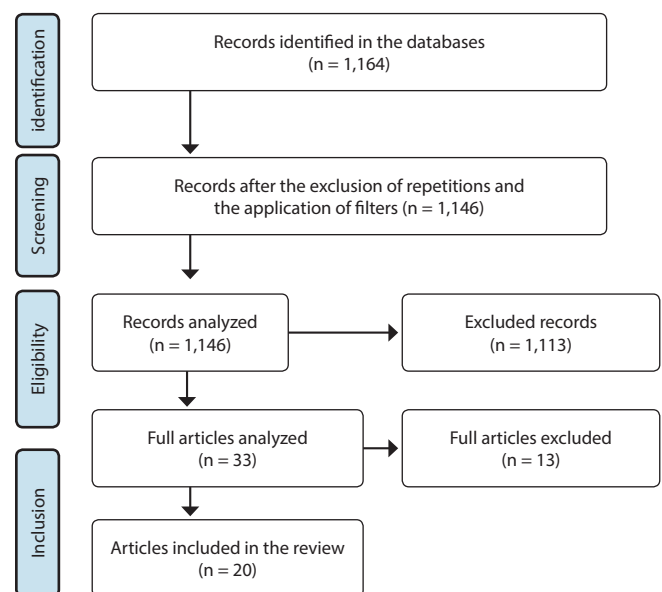 identification
Records identified in the databases
(n = 1,164)
Screening
Records after the exclusion of repetitions and
the application of filters (n = 1,146)
Eligibility
Records analyzed
(n = 1,146)
Excluded records
(n = 1,113)
Full articles analyzed
(n = 33)
Full articles excluded
(n = 13)
Inclusion
Articles included in the review
(n = 20)